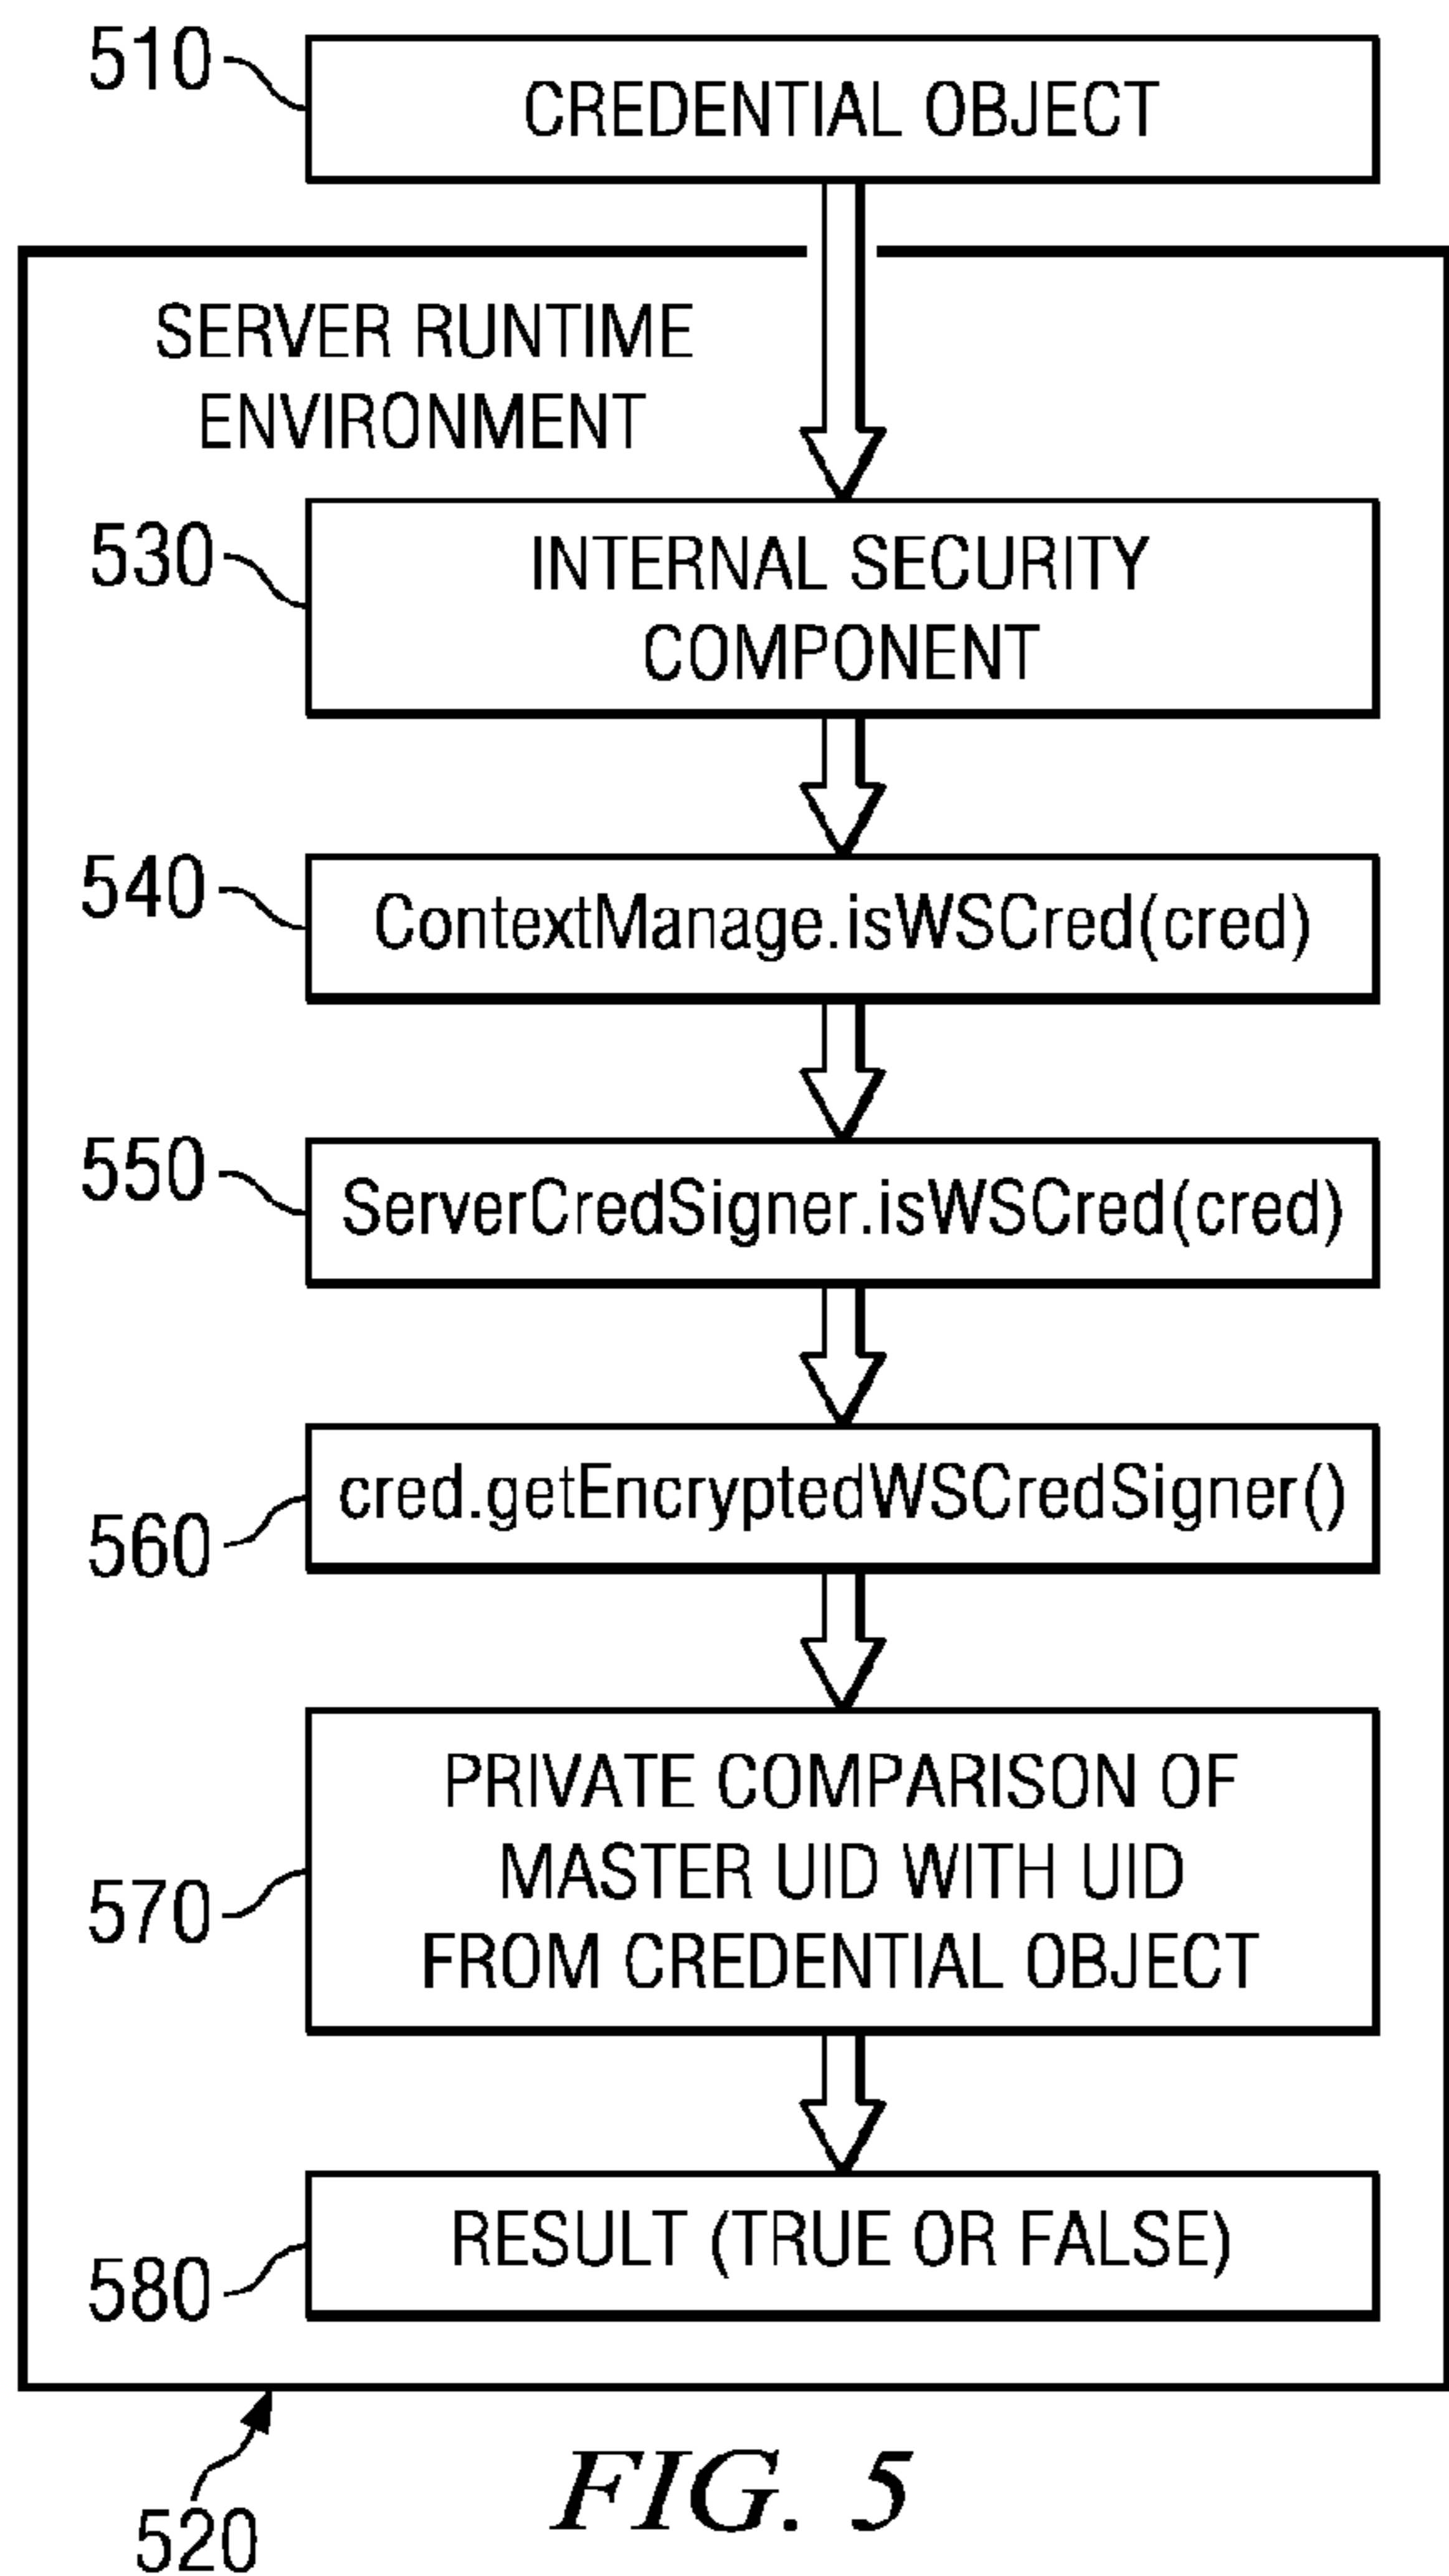 510
CREDENTIAL OBJECT
SERVER RUNTIME
ENVIRONMENT
530
INTERNAL SECURITY
COMPONENT
540
ContextManage.isWSCred(cred)
550
ServerCredSigner.isWSCred(cred)
cred.getEncryptedWSCredSigner()
560
PRIVATE COMPARISON OF
MASTER UID WITH UID
570
FROM CREDENTIAL OBJECT
RESULT (TRUE OR FALSE)
580
FIG. 5
520